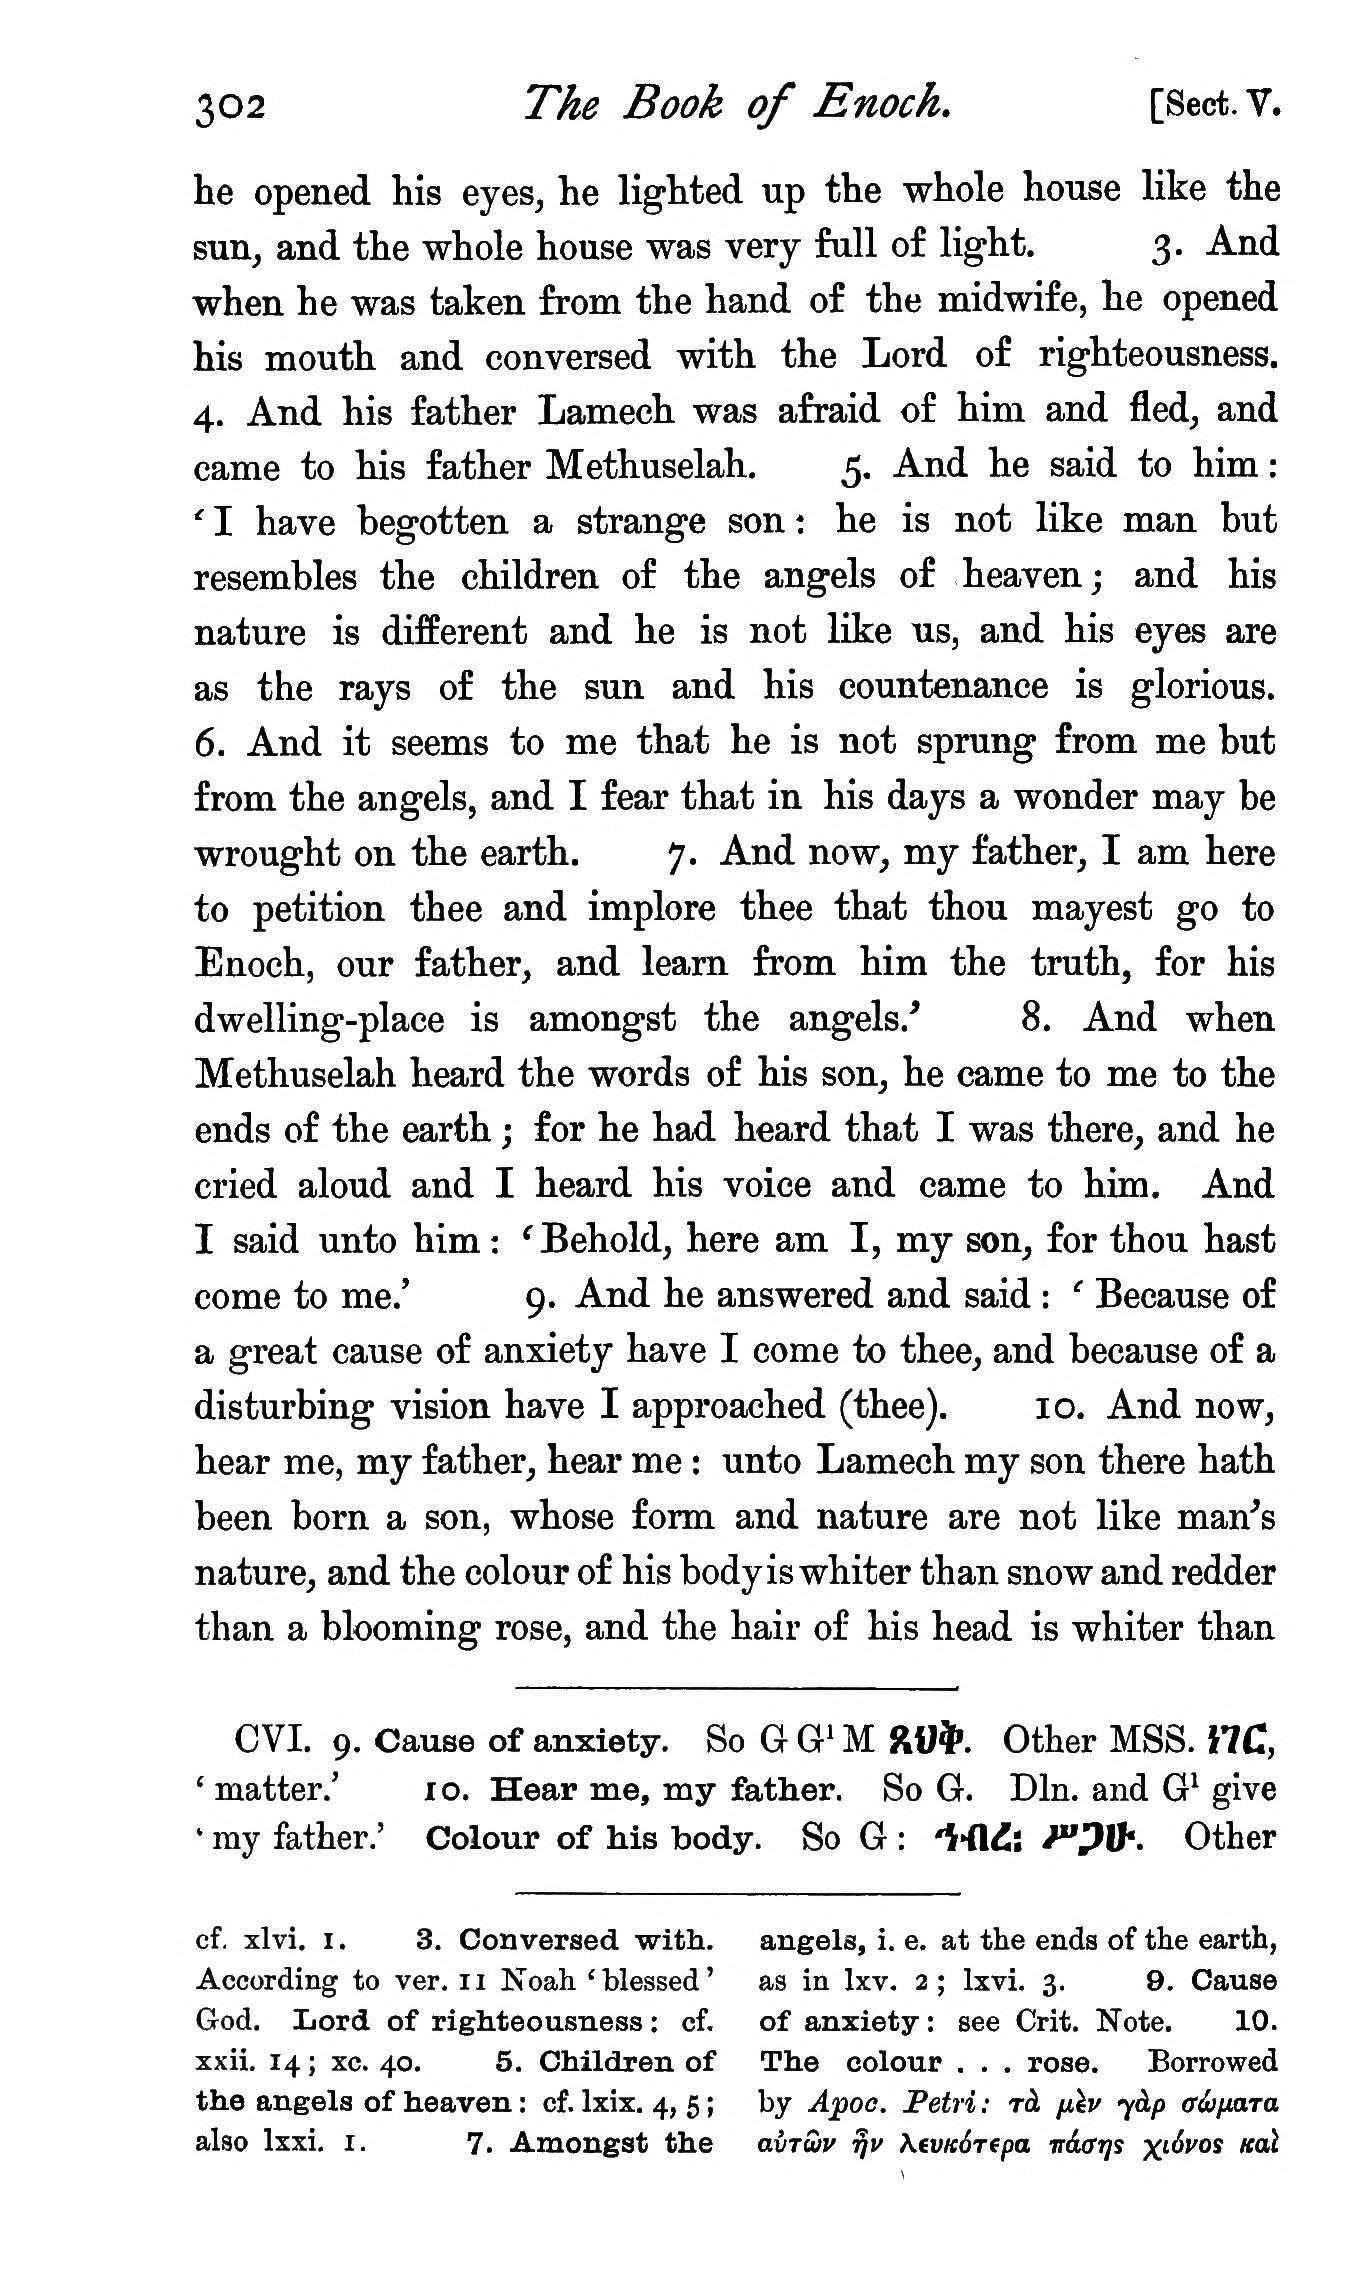 302 The Book of Enoch. [Sect. V.
he opened his eyes, he lighted up the whole house like the
sun, and the whole house was very full of light. 3. And
when he was taken from the hand of the midwife, he opened
his mouth and conversed with the Lord of righteousness.
4. And his father Lamech was afraid of him and fled, and
came to his father Methuselah. 5. And he said to him :
‘I have begotten a strange son : he is not like man but
resembles the children of the angels of heaven ; and his
nature is different and he is not like us, and his eyes are
as the rays of the sun and his countenance is glorious.
6. And it seems to me that he is not sprung from me but
from the angels, and I fear that in his days a wonder may be
wrought on the earth. 7. And now, my father, I am here
to petition thee and implore thee that thou mayest go to
Enoch, our father, and learn from him the truth, for his
dwelling-place is amongst the angels.’ 8. And when
Methuselah heard the words of his son, he came to me to the
ends of the earth ; for he had heard that I was there, and he
cried aloud and I heard his voice and came to him. And
I said unto him : ‘Behold, here am I, my son, for thou hast
come to me.’ 9. And he answered and said : ‘Because of
a great cause of anxiety have I come to thee, and because of a
disturbing vision have I approached (thee). 10. And now,
hear me, my father, hear me : unto Lamech my son there hath
been born a son, whose form and nature are not like man’s
nature, and the colour of his body is whiter than snow and redder
than a blooming rose, and the hair of his head is whiter than
CVI. 9. Cause of anxiety. So G G¹ M ጻህቅ. Other MSS. ነገር,
‘matter.’ 10. Hear me, my father. So G. Dln. and G¹ give
‘my father.’ Colour of his body. So G : ኅብረ፡ ሥጋሁ. Other
cf. xlvi. 1. 3. Conversed with.
According to ver. 11 Noah ‘blessed’
God. Lord of righteousness : cf.
xxii. 14 ; xc. 40. 5. Children of
the angels of heaven : cf. lxix. 4, 5 ;
also lxxi. 1. 7. Amongst the
angels, i. e. at the ends of the earth,
as in lxv. 2 ; lxvi. 3. 9. Cause
of anxiety : see Crit. Note. 10.
The colour . . . rose. Borrowed
by Apoc. Petri: τὰ μὲν γὰρ σώματα
αὐτῶν ἦν λευκότερα πάσης χιόνος καὶ